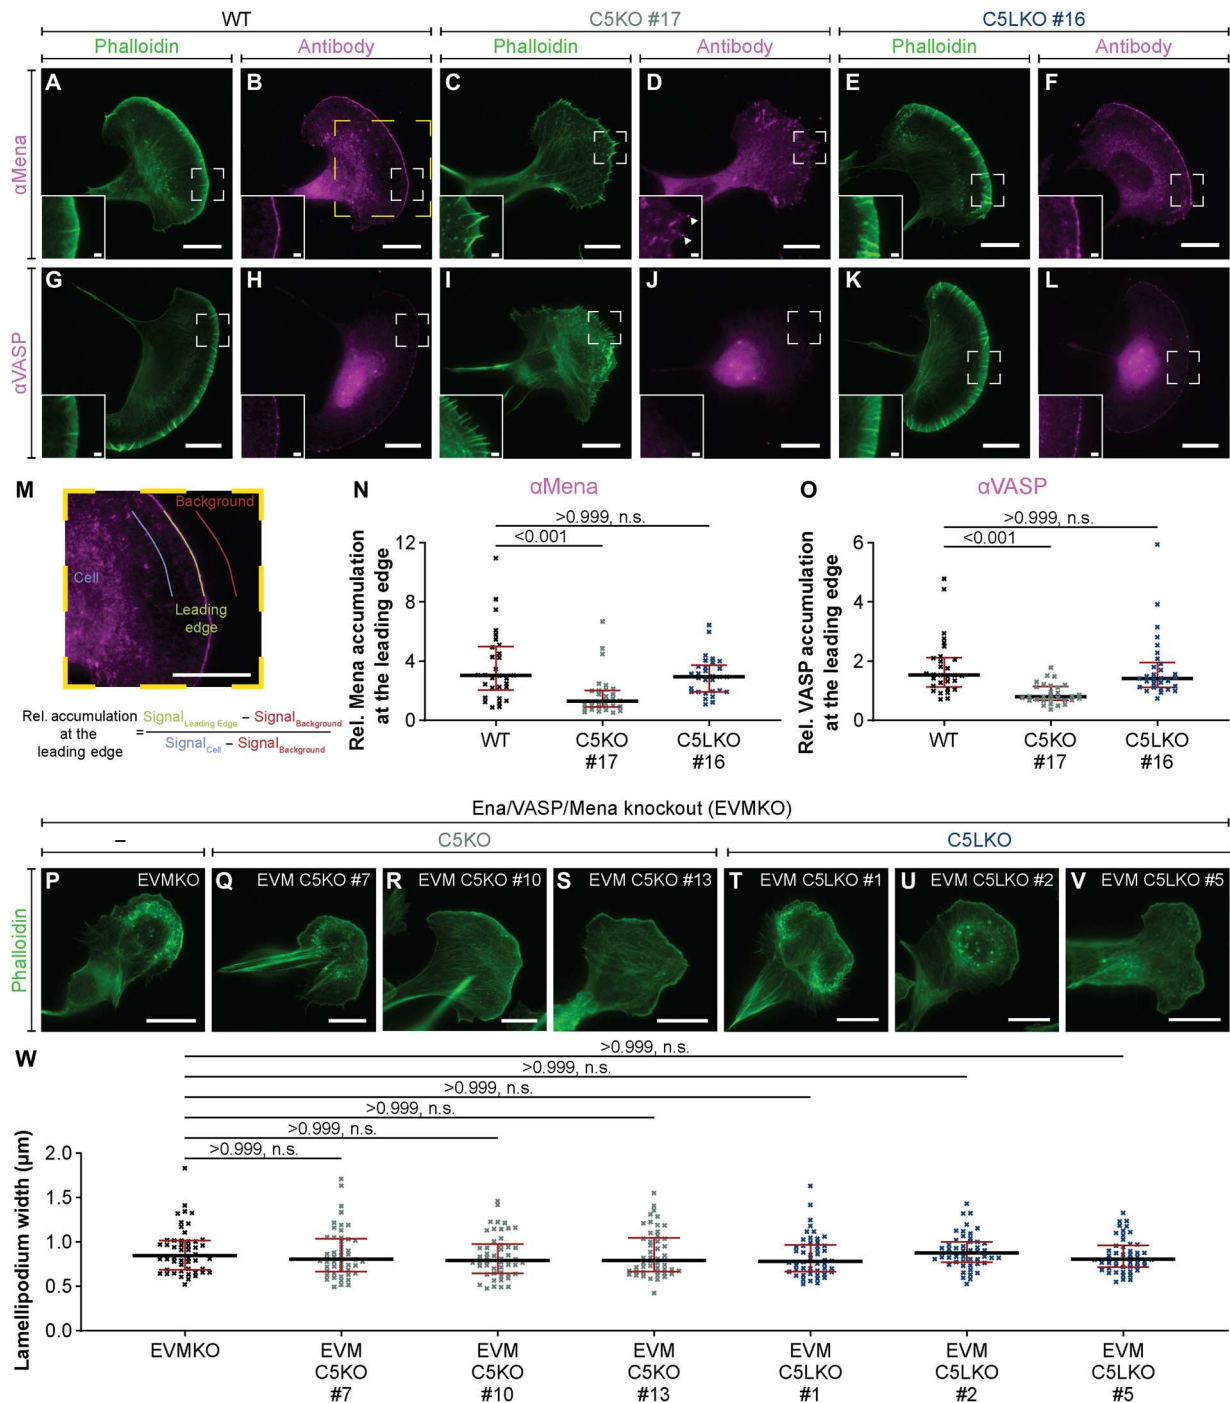 WT C5KO #17 C5LKO #16
Phalloidin Antibody Phalloidin Antibody Phalloidin Antibody
αMena
A B C D E F
αVASP
G H I J K L
M
Background
Cell
Leading
edge
Rel. accumulation
at the
leading edge
=
Signal Leading Edge – Signal Background
Signal Cell – Signal Background
N
αMena
>0.999, n.s.
<0.001
Rel. Mena accumulation
at the leading edge
12
8
4
0
WT C5KO C5LKO
#17 #16
O
αVASP
>0.999, n.s.
<0.001
Rel. VASP accumulation
at the leading edge
6
4
2
0
WT C5KO C5LKO
#17 #16
Ena/VASP/Mena knockout (EVMKO)
– C5KO C5LKO
Phalloidin
P EVMKO
Q EVM C5KO #7
R EVM C5KO #10
S EVM C5KO #13
T EVM C5LKO #1
U EVM C5LKO #2
V EVM C5LKO #5
W
>0.999, n.s.
>0.999, n.s.
>0.999, n.s.
>0.999, n.s.
>0.999, n.s.
>0.999, n.s.
Lamellipodium width (µm)
2.0
1.5
1.0
0.5
0.0
EVMKO EVM EVM EVM EVM EVM EVM
C5KO C5KO C5KO C5LKO C5LKO C5LKO
#7 #10 #13 #1 #2 #5